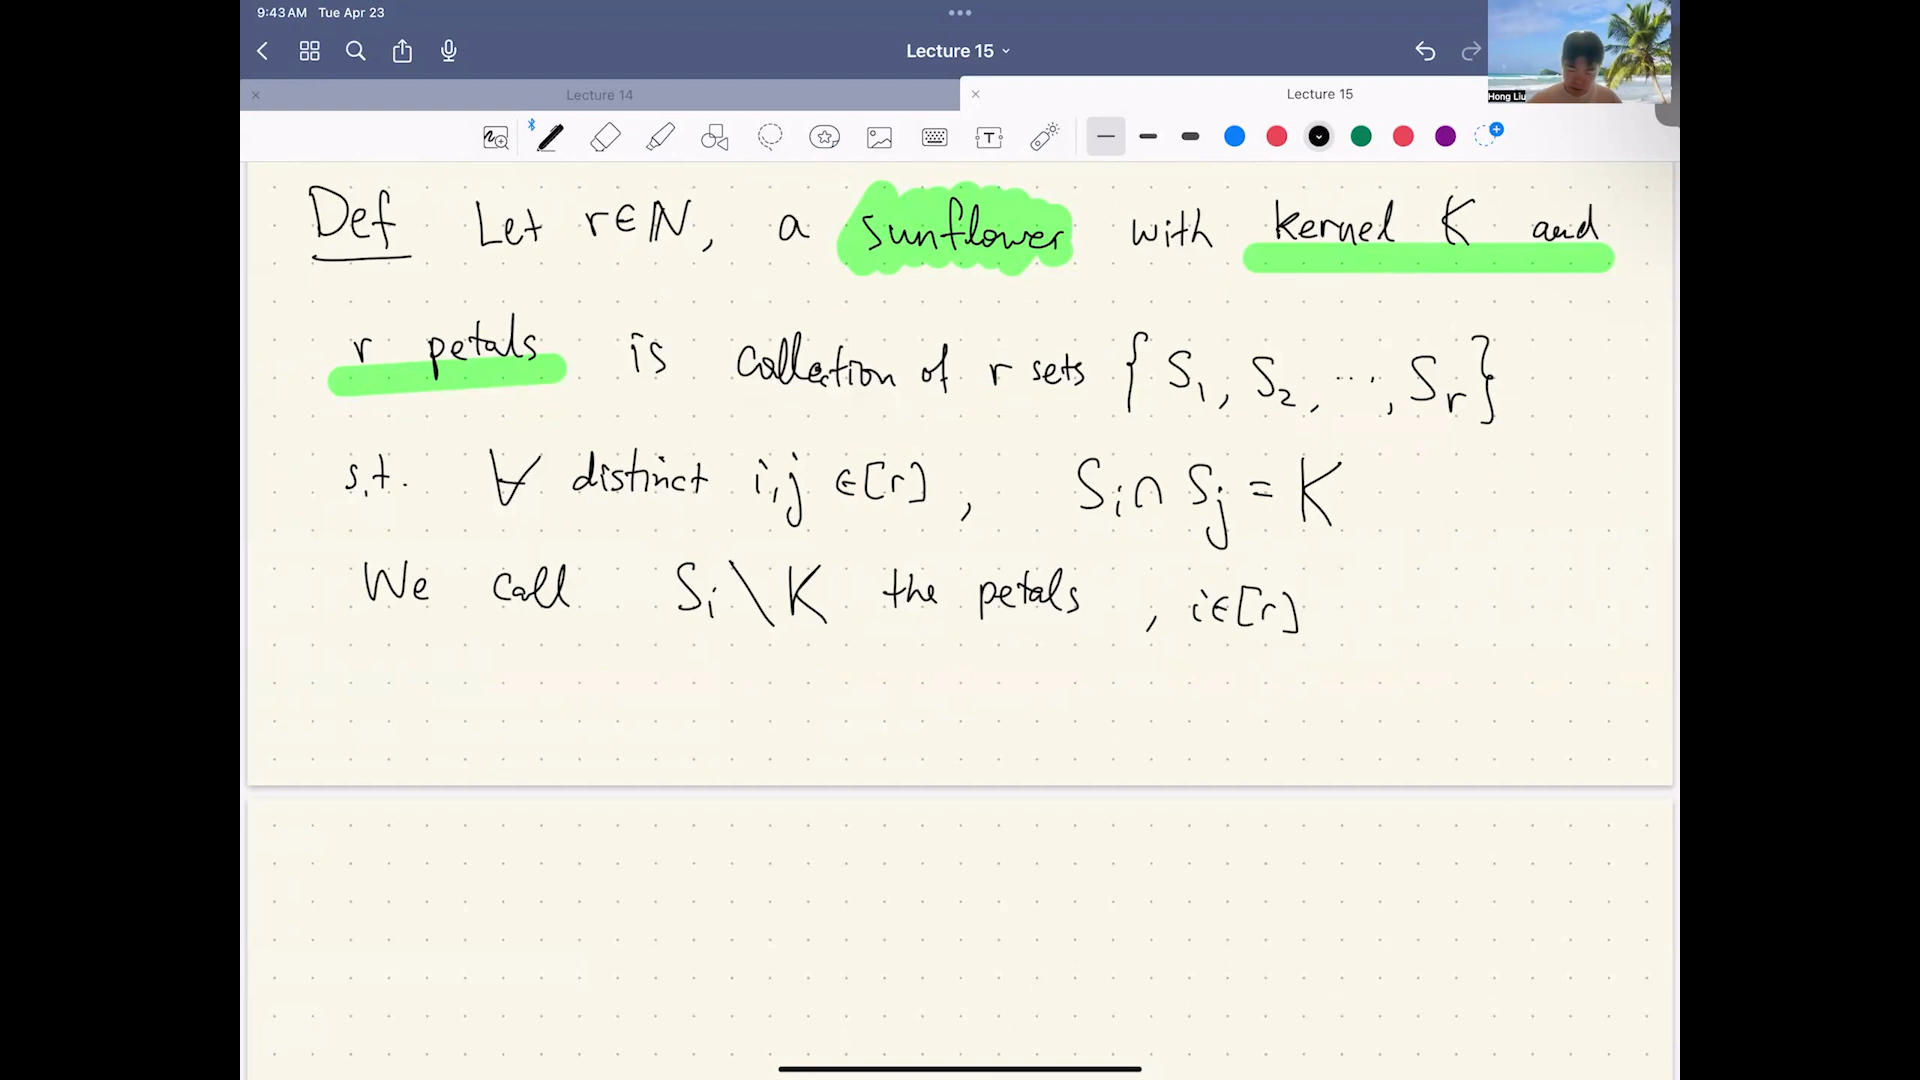 9:43 AM Tue Apr 23
Lecture 15
Lecture 14
Lecture 15
Hong Liu
Def Let r∈ℕ, a sunflower with kernel K and
r petals is collection of r sets {S₁, S₂, ⋯, Sᵣ}
s.t. ∀ distinct i,j ∈[r], Sᵢ∩ Sⱼ = K
We call Sᵢ \ K the petals, i∈[r]